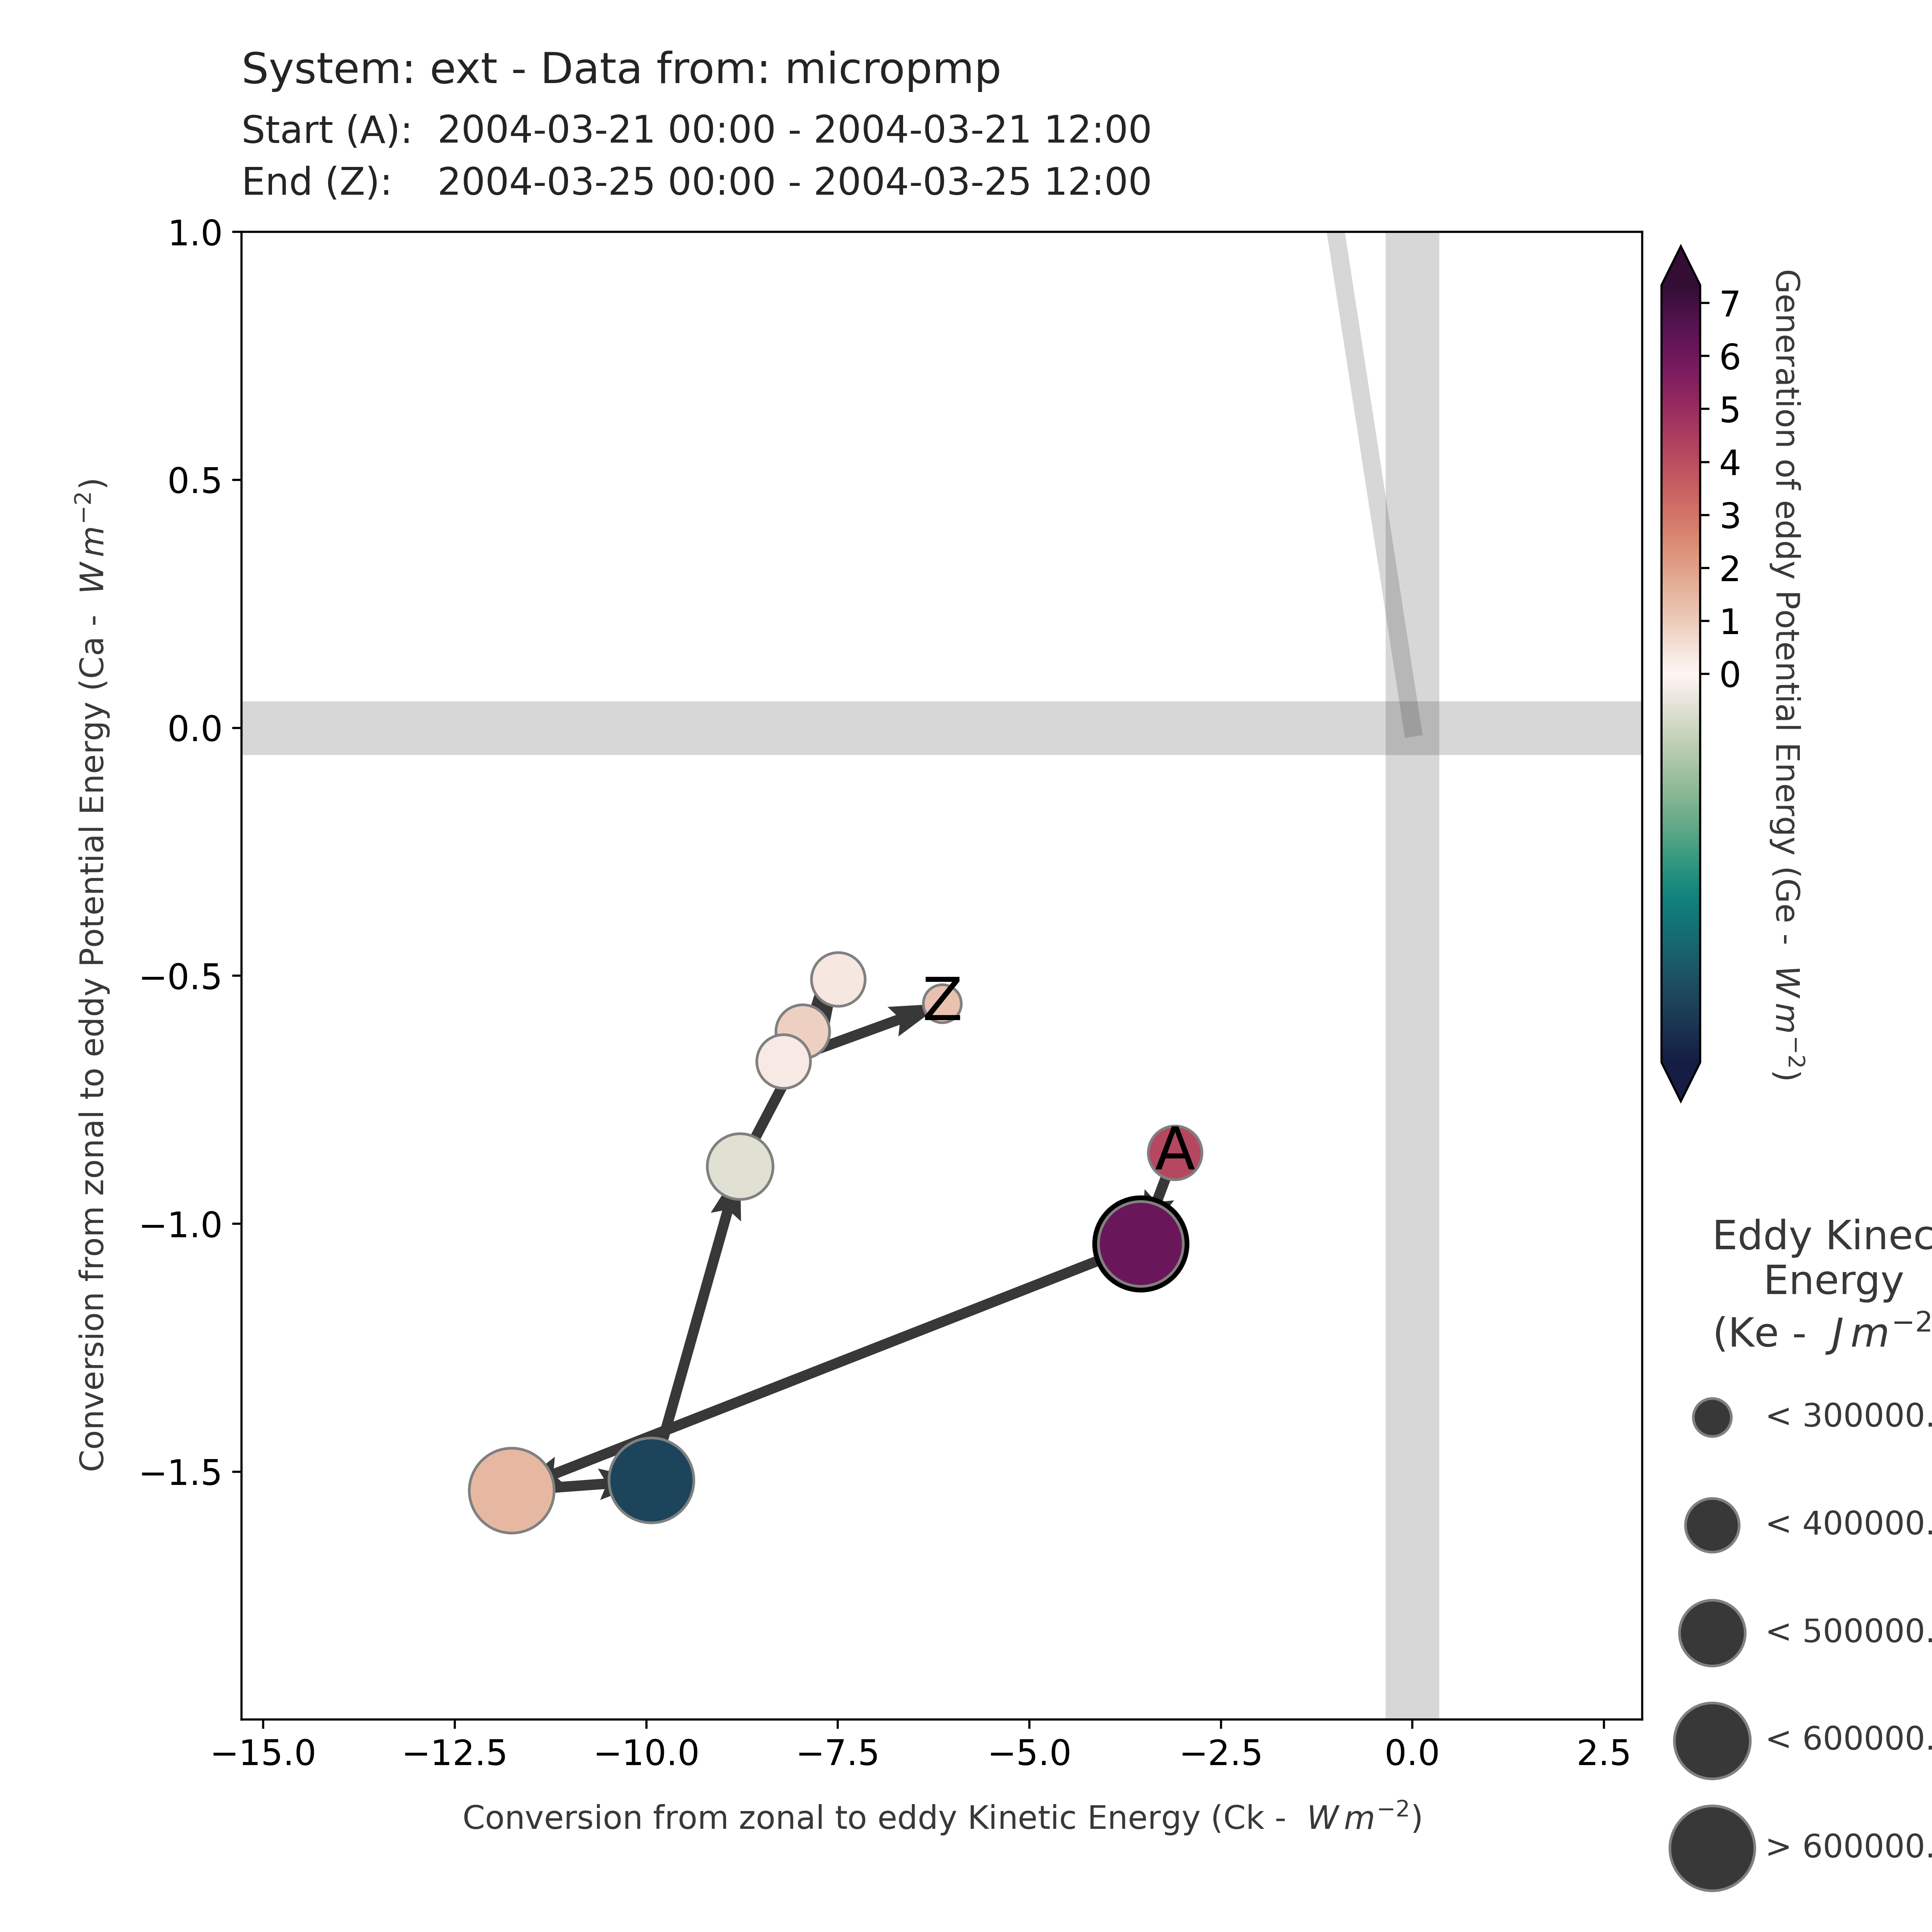 System: ext - Data from: micropmp
Start (A): 2004-03-21 00:00 - 2004-03-21 12:00
End (Z): 2004-03-25 00:00 - 2004-03-25 12:00
1.0
0.5
0.0
−0.5
−1.0
−1.5
Conversion from zonal to eddy Potential Energy (Ca - W m⁻²)
Z
A
−15.0
−12.5
−10.0
−7.5
−5.0
−2.5
0.0
2.5
Conversion from zonal to eddy Kinetic Energy (Ck - W m⁻²)
7
6
5
4
3
2
1
0
Generation of eddy Potential Energy (Ge - W m⁻²)
Eddy Kinec
Energy
(Ke - J m⁻²
< 300000.
< 400000.
< 500000.
< 600000.
> 600000.